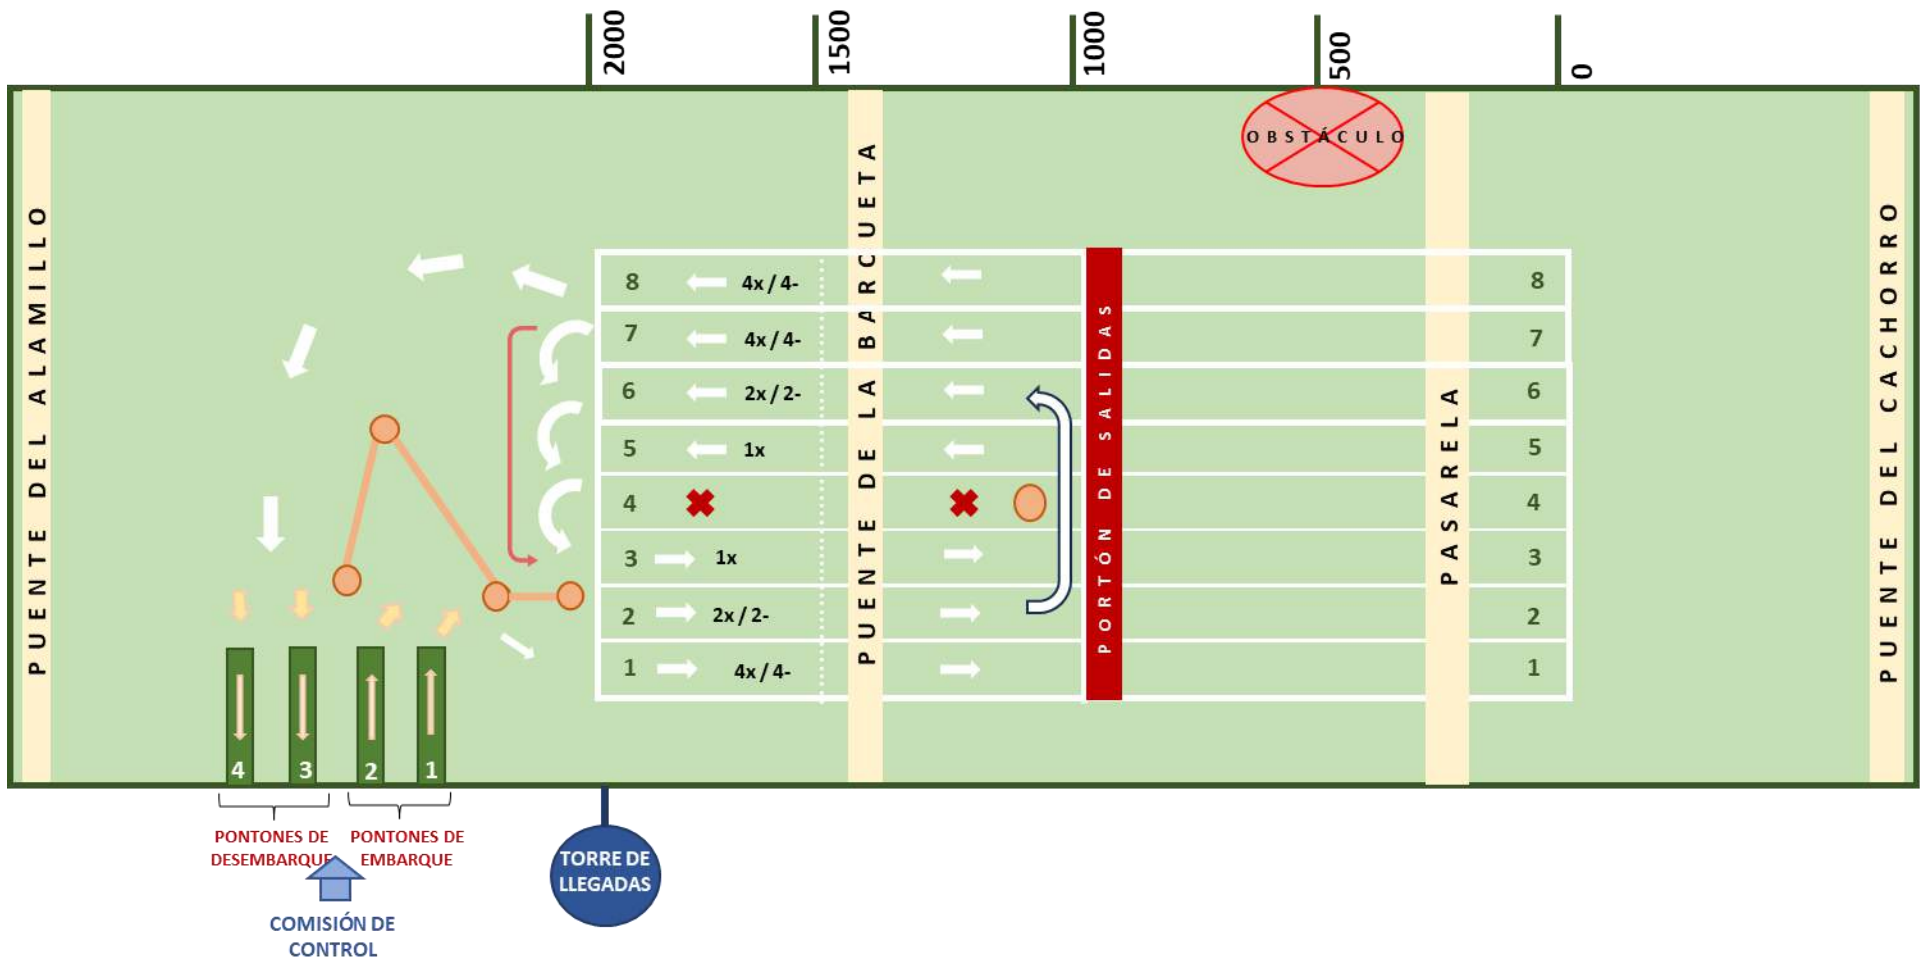 2000
1500
1000
500
0
PUENTE DEL ALAMILLO
PUENTE DE LA BARCUETA
OBSTÁCULO
PORTÓN DE SALIDAS
PASARELA
PUENTE DEL CACHORRO
8
4x / 4-
8
7
4x / 4-
7
6
2x / 2-
6
5
1x
5
4
4
3
1x
3
2
2x / 2-
2
1
4x / 4-
1
4
3
2
1
PONTONES DE
DESEMBARQUE
PONTONES DE
EMBARQUE
COMISIÓN DE
CONTROL
TORRE DE
LLEGADAS